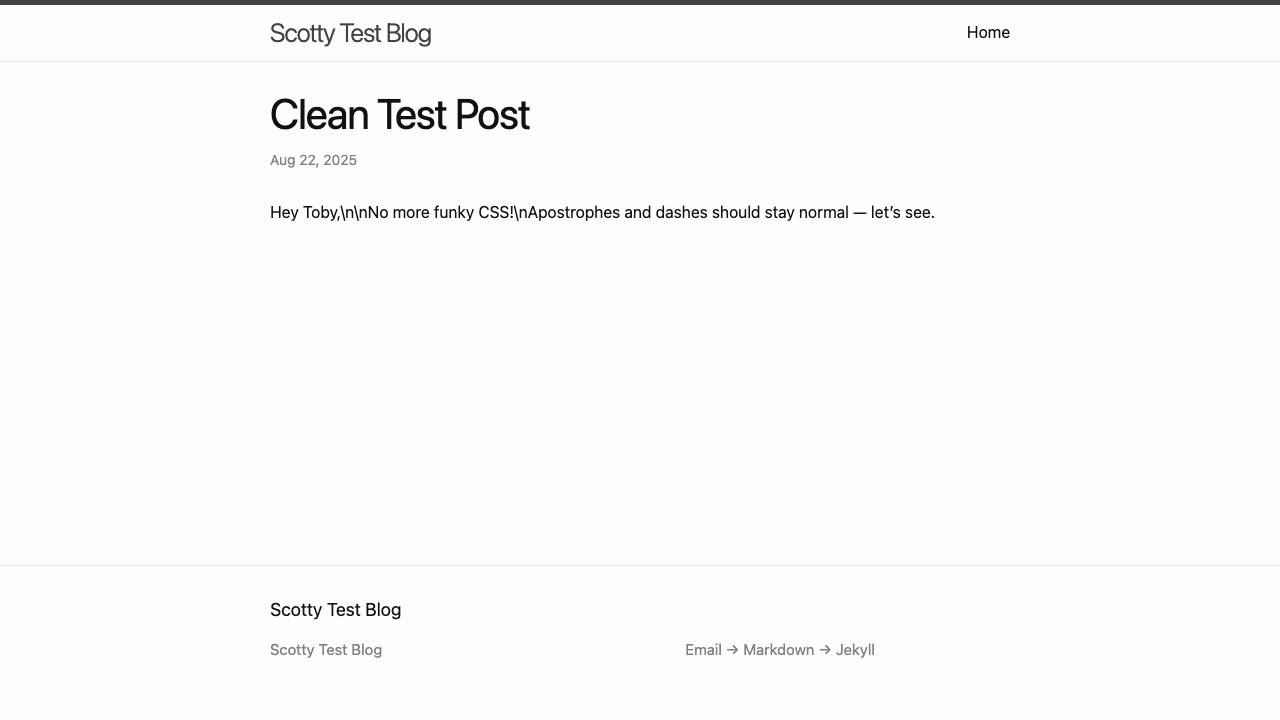 Scotty Test Blog
Home
Clean Test Post
Aug 22, 2025
Hey Toby,\n\nNo more funky CSS!\nApostrophes and dashes should stay normal — let’s see.
Scotty Test Blog
Scotty Test Blog
Email → Markdown → Jekyll